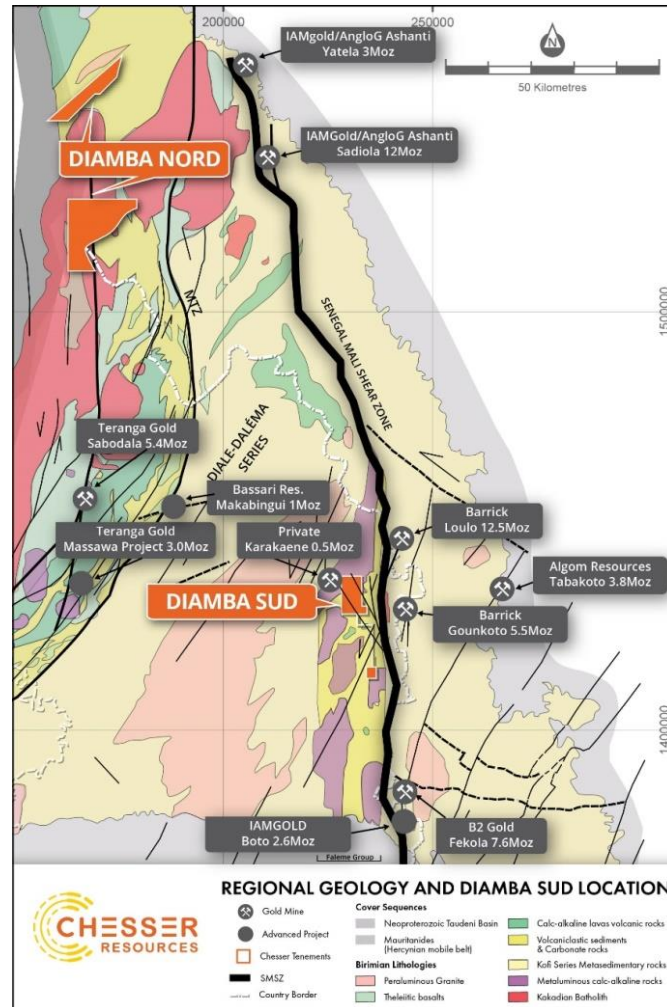 200000
250000
IAMgold/AngloG Ashanti
Yatela 3Moz
N
50 Kilometres
IAMGold/AngloG Ashanti
Sadiola 12Moz
DIAMBA NORD
MTZ
SENEGAL MALI SHEAR ZONE
1500000
DIALE-DALÉMA
SERIES
Teranga Gold
Sabodala 5.4Moz
Bassari Res.
Makabingui 1Moz
Teranga Gold
Massawa Project 3.0Moz
Private
Karakaene 0.5Moz
Barrick
Loulo 12.5Moz
Algom Resources
Tabakoto 3.8Moz
DIAMBA SUD
Barrick
Gounkoto 5.5Moz
1400000
IAMGOLD
Boto 2.6Moz
B2 Gold
Fekola 7.6Moz
Faleme Group
CHESSER
RESOURCES
REGIONAL GEOLOGY AND DIAMBA SUD LOCATION
Gold Mine
Advanced Project
Chesser Tenements
SMSZ
Country Border
Cover Sequences
Neoproterozoic Taudeni Basin
Mauritanides
(Hercynian mobile belt)
Birimian Lithologies
Peraluminous Granite
Theleiitic basalts
Calc-alkaline lavas volcanic rocks
Volcaniclastic sediments
& Carbonate rocks
Kofi Series Metasedimentary rocks
Metaluminous calc-alkaline rocks
Kakadian Batholith